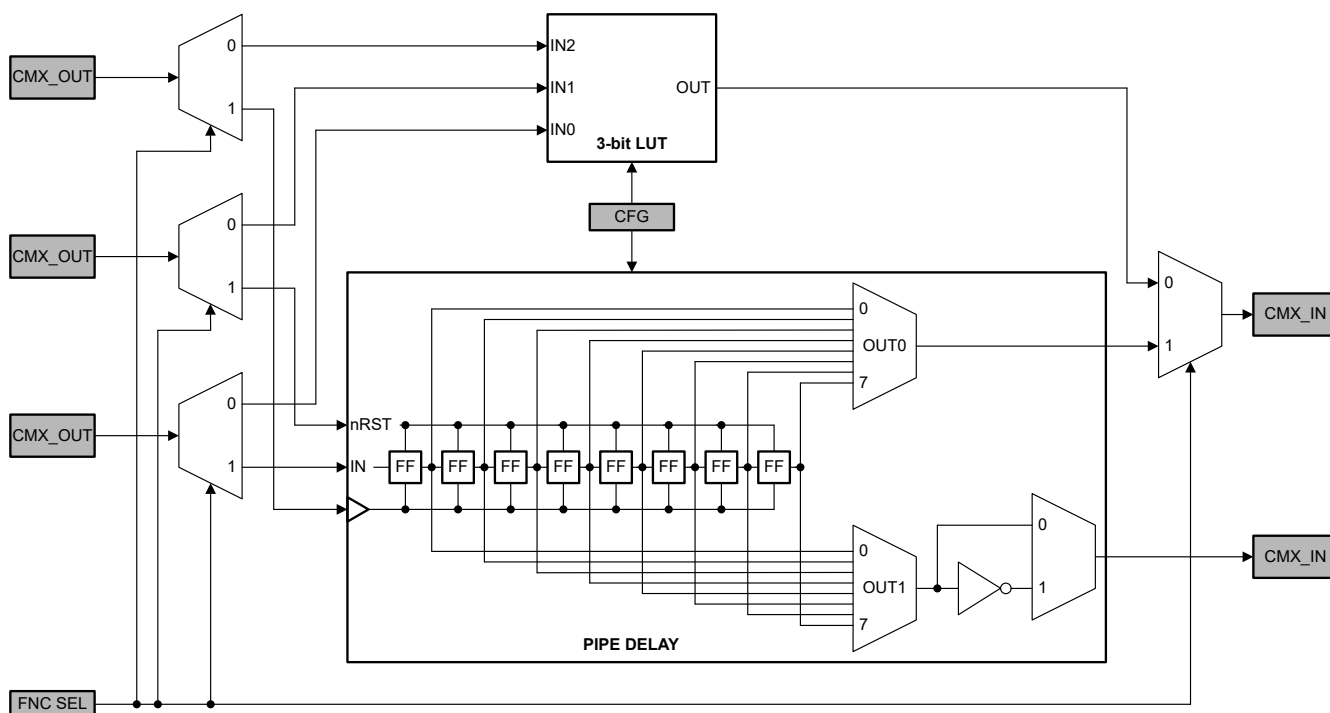 CMX_OUT
0
1
IN2
IN1
IN0
OUT
3-bit LUT
CFG
CMX_OUT
0
1
CMX_OUT
0
1
nRST
IN
FF FF FF FF FF FF FF FF
0
OUT0
7
0
OUT1
7
0
1
PIPE DELAY
0
1
CMX_IN
CMX_IN
FNC SEL